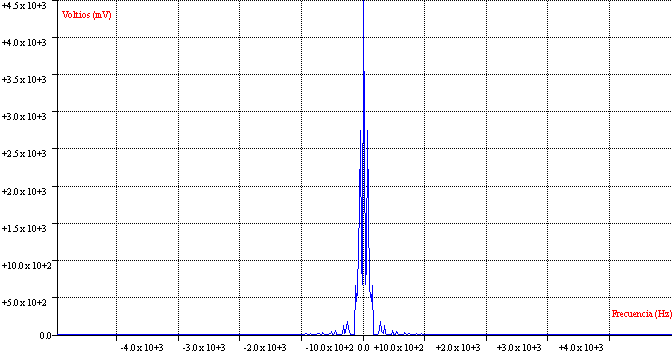 +4.5 x 10+3
Voltios (mV)
+4.0 x 10+3
+3.5 x 10+3
+3.0 x 10+3
+2.5 x 10+3
+2.0 x 10+3
+1.5 x 10+3
+10.0 x 10+2
+5.0 x 10+2
Frecuencia (Hz)
0.0
-4.0 x 10+3 -3.0 x 10+3 -2.0 x 10+3 -10.0 x 10+2 0.0 +10.0 x 10+2 +2.0 x 10+3 +3.0 x 10+3 +4.0 x 10+3